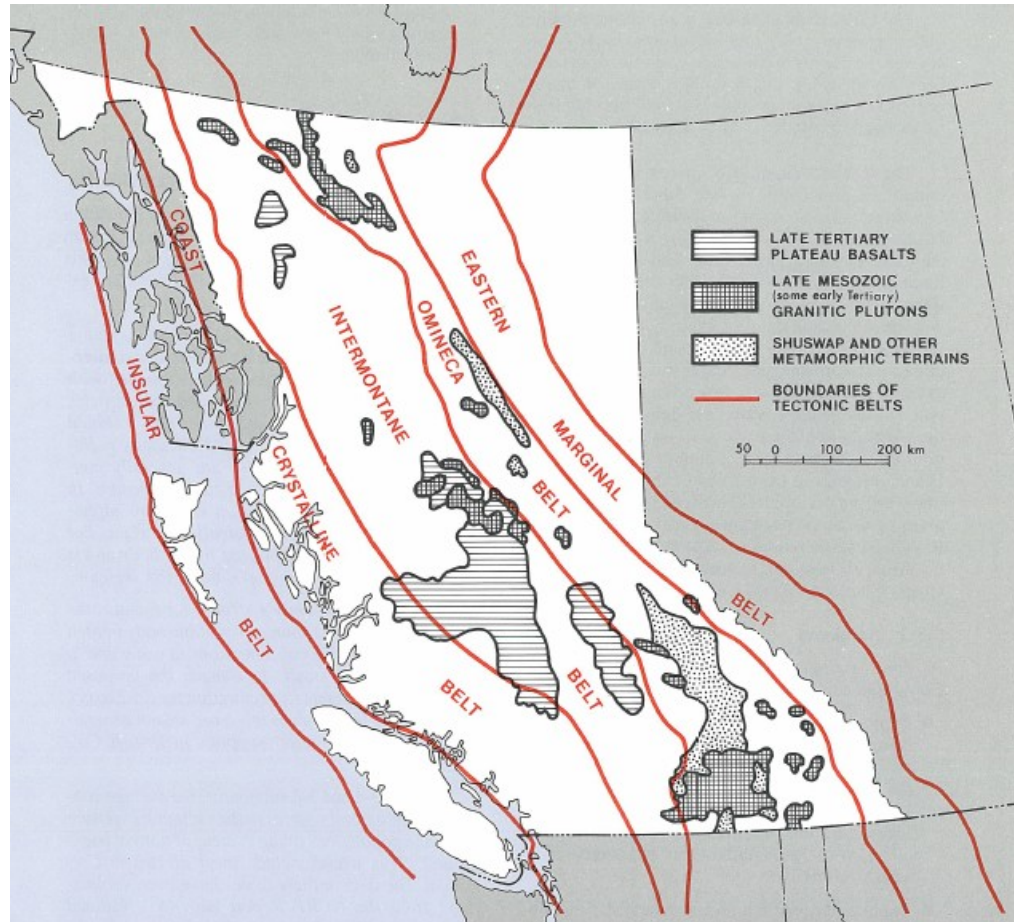 COAST
INSULAR
BELT
CRYSTALLINE
BELT
INTERMONTANE
BELT
OMINECA
BELT
EASTERN
MARGINAL
BELT
LATE TERTIARY
PLATEAU BASALTS
LATE MESOZOIC
(some early Tertiary)
GRANITIC PLUTONS
SHUSWAP AND OTHER
METAMORPHIC TERRAINS
BOUNDARIES OF
TECTONIC BELTS
50 0 100 200 km